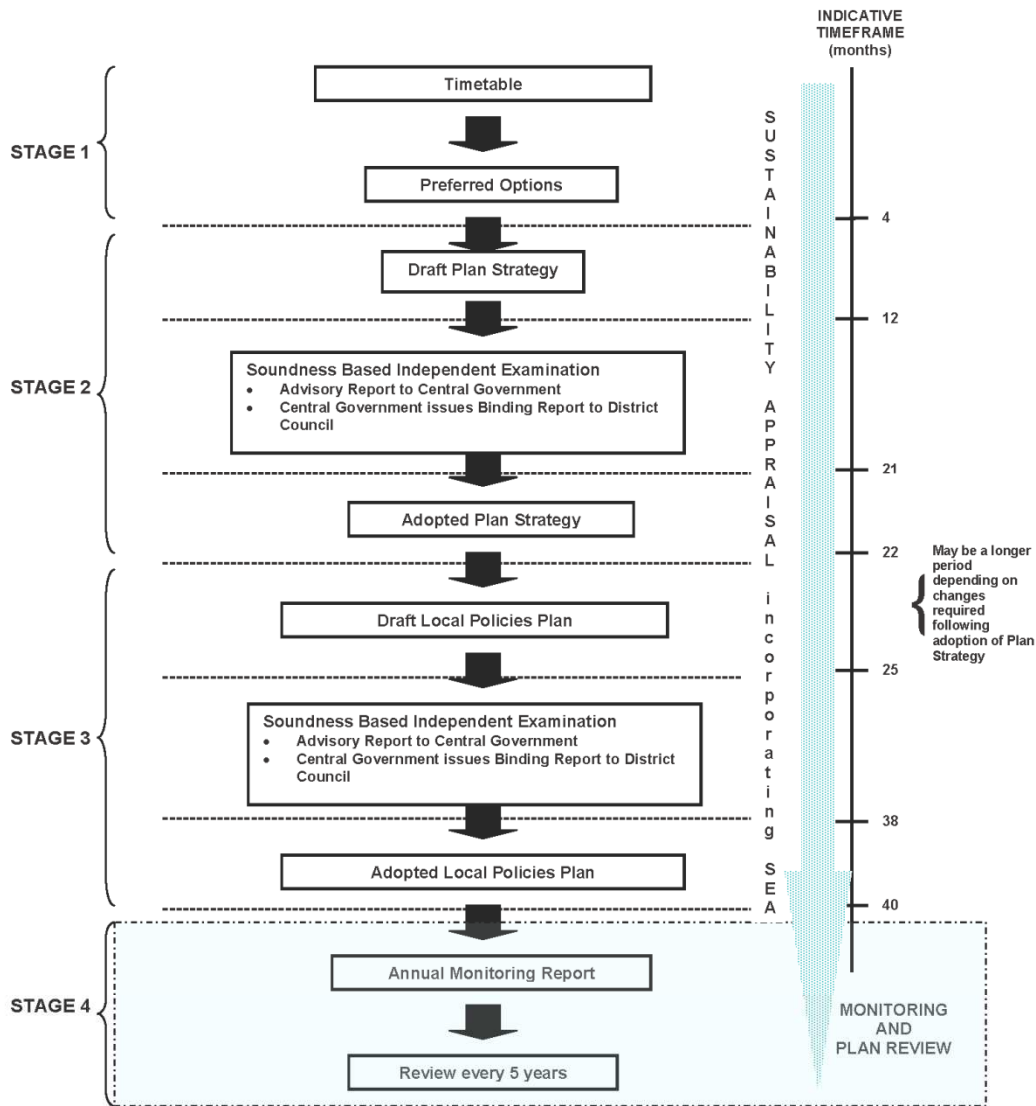 INDICATIVE
TIMEFRAME
(months)
STAGE 1
Timetable
Preferred Options
4
STAGE 2
Draft Plan Strategy
12
Soundness Based Independent Examination
• Advisory Report to Central Government
• Central Government issues Binding Report to District
Council
21
Adopted Plan Strategy
22
May be a longer
period
depending on
changes
required
following
adoption of Plan
Strategy
STAGE 3
Draft Local Policies Plan
25
Soundness Based Independent Examination
• Advisory Report to Central Government
• Central Government issues Binding Report to District
Council
38
Adopted Local Policies Plan
40
SUSTAINABILITY APPRAISAL incorporating SEA
STAGE 4
Annual Monitoring Report
Review every 5 years
MONITORING
AND
PLAN REVIEW